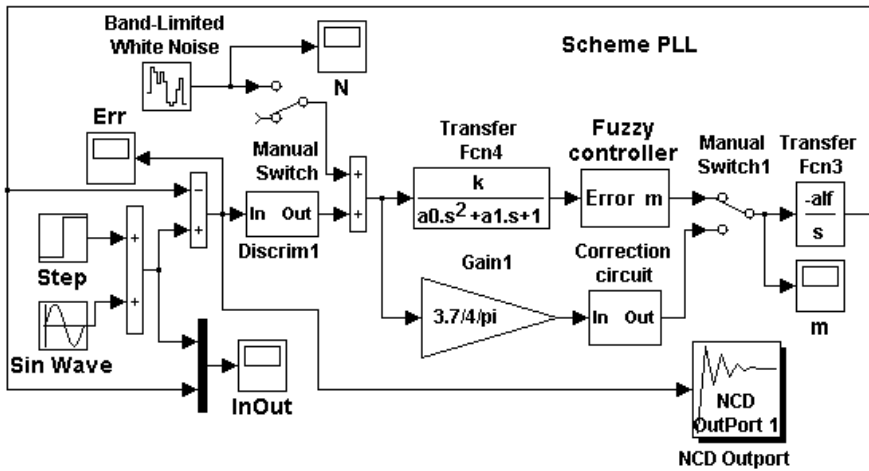 Band-Limited
White Noise
Scheme PLL
N
Err
Manual
Switch
Transfer
Fcn4
Fuzzy
controller
Manual
Switch1
Transfer
Fcn3
−
+
In Out
Discrim1
+
+
k
a0.s²+a1.s+1
Error m
-alf
s
Step
+
+
Sin Wave
Gain1
3.7/4/pi
Correction
circuit
In Out
m
InOut
NCD
OutPort 1
NCD Outport